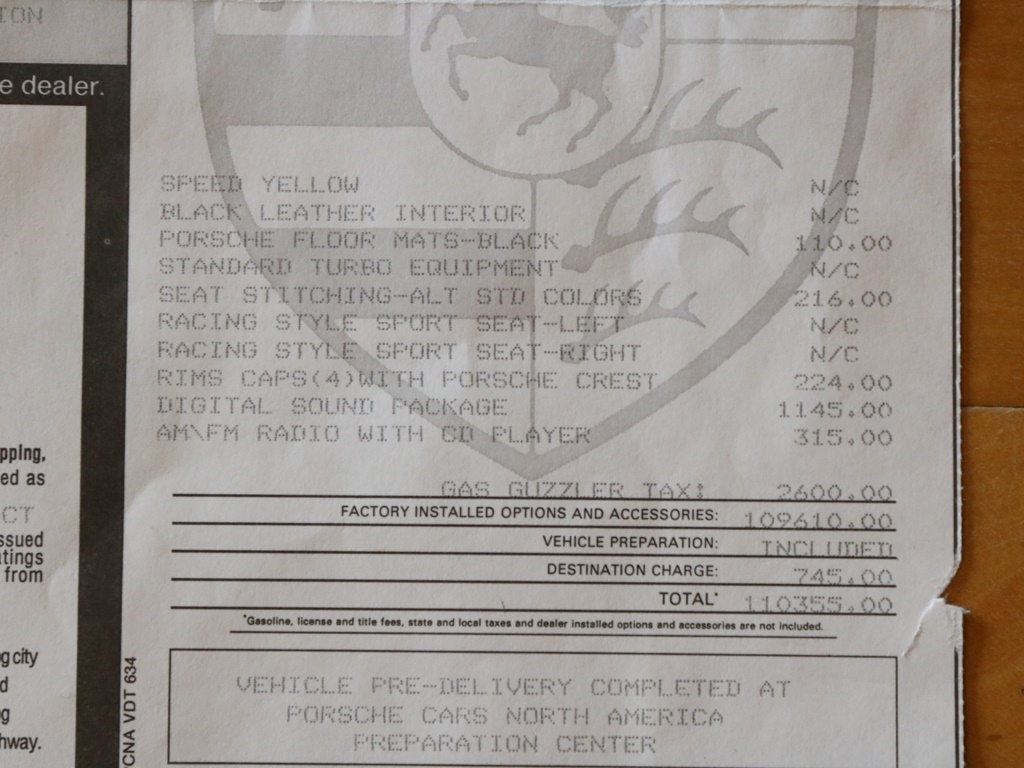 ION
e dealer.
SPEED YELLOW N/C
BLACK LEATHER INTERIOR N/C
PORSCHE FLOOR MATS-BLACK 110.00
STANDARD TURBO EQUIPMENT N/C
SEAT STITCHING-ALT STD COLORS 216.00
RACING STYLE SPORT SEAT-LEFT N/C
RACING STYLE SPORT SEAT-RIGHT N/C
RIMS CAPS(4)WITH PORSCHE CREST 224.00
DIGITAL SOUND PACKAGE 1145.00
AM\FM RADIO WITH CD PLAYER 315.00
GAS GUZZLER TAX: 2600.00
FACTORY INSTALLED OPTIONS AND ACCESSORIES: 109610.00
VEHICLE PREPARATION: INCLUDED
DESTINATION CHARGE: 745.00
TOTAL* 110355.00
*Gasoline, license and title fees, state and local taxes and dealer installed options and accessories are not included.
VEHICLE PRE-DELIVERY COMPLETED AT
PORSCHE CARS NORTH AMERICA
PREPARATION CENTER
pping,
ed as
CT
ssued
atings
from
g city
d
g
hway.
PCNA VDT 634